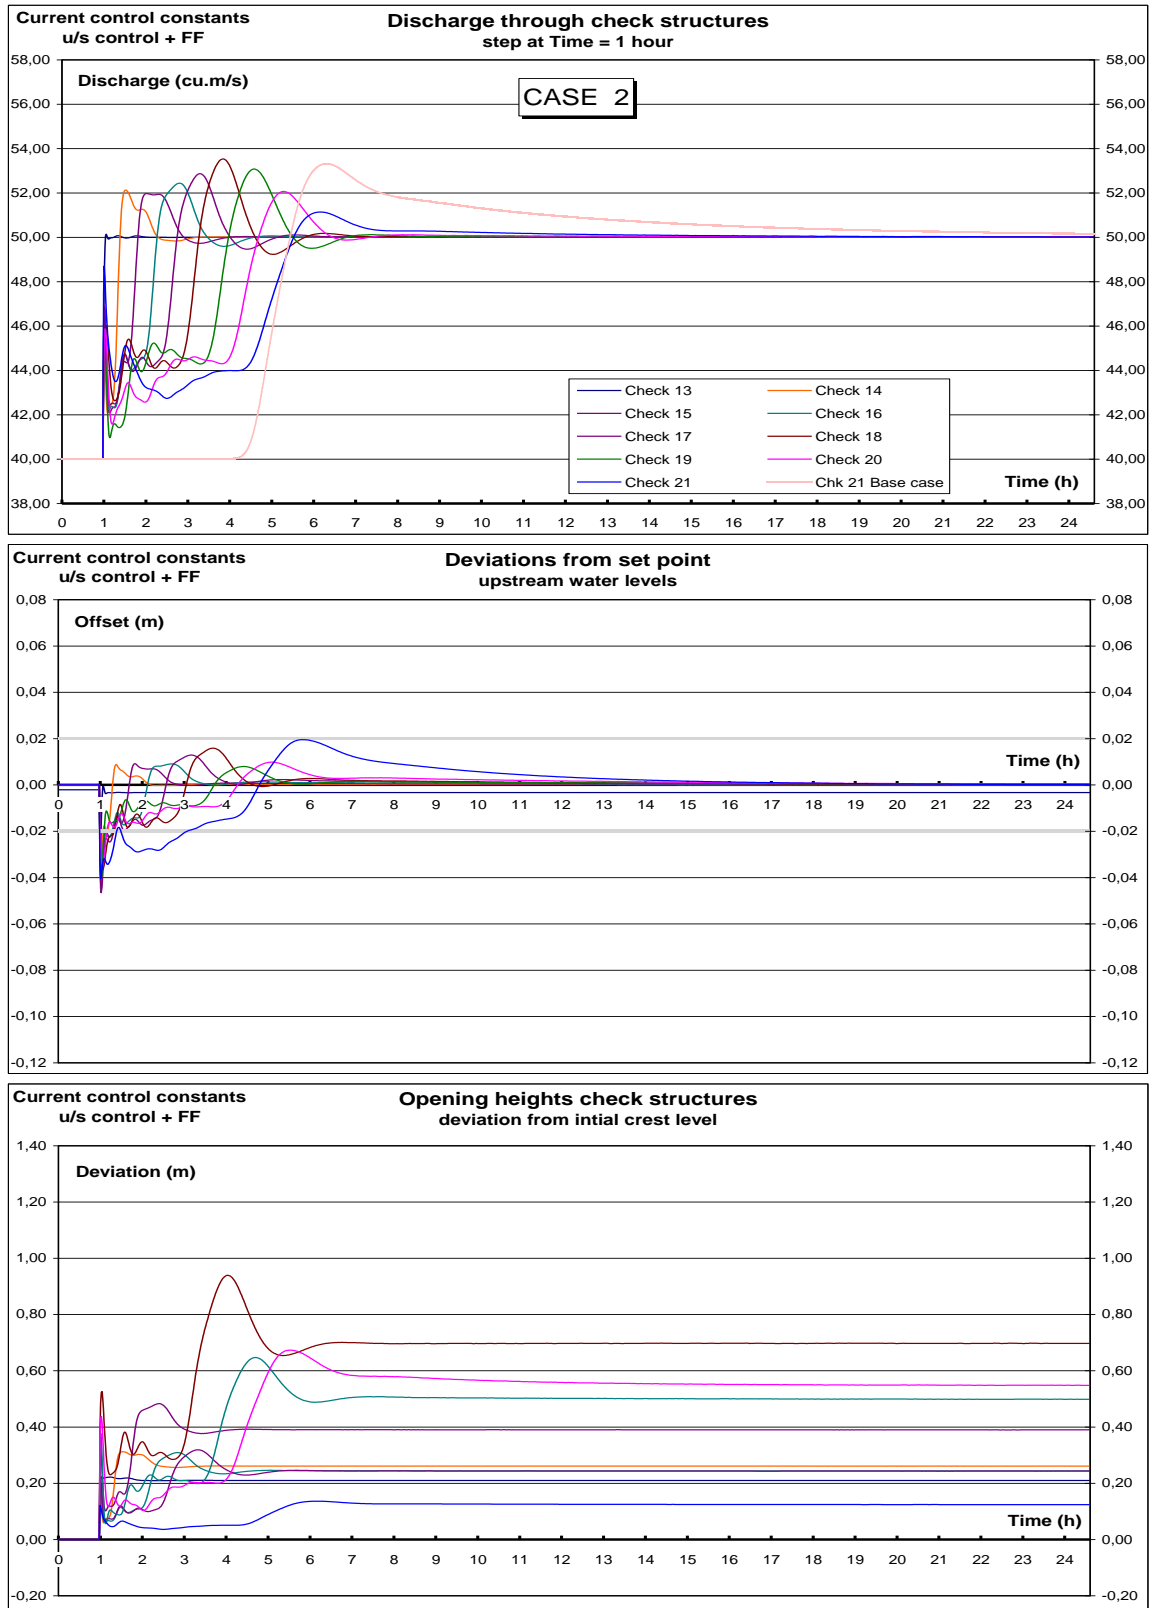 Current control constants
u/s control + FF
Discharge through check structures
step at Time = 1 hour
58,00 58,00
Discharge (cu.m/s)
CASE 2
56,00 56,00
54,00 54,00
52,00 52,00
50,00 50,00
48,00 48,00
46,00 46,00
44,00 44,00
Check 13 Check 14
42,00 42,00
Check 15 Check 16
Check 17 Check 18
40,00 Check 19 Check 20 40,00
Check 21 Chk 21 Base case
Time (h)
38,00 38,00
0 1 2 3 4 5 6 7 8 9 10 11 12 13 14 15 16 17 18 19 20 21 22 23 24
Current control constants
u/s control + FF
Deviations from set point
upstream water levels
0,08 0,08
Offset (m)
0,06 0,06
0,04 0,04
0,02 0,02
Time (h)
0,00 0,00
0 1 2 3 4 5 6 7 8 9 10 11 12 13 14 15 16 17 18 19 20 21 22 23 24
-0,02 -0,02
-0,04 -0,04
-0,06 -0,06
-0,08 -0,08
-0,10 -0,10
-0,12 -0,12
Current control constants
u/s control + FF
Opening heights check structures
deviation from intial crest level
1,40 1,40
Deviation (m)
1,20 1,20
1,00 1,00
0,80 0,80
0,60 0,60
0,40 0,40
0,20 0,20
Time (h)
0,00 0,00
0 1 2 3 4 5 6 7 8 9 10 11 12 13 14 15 16 17 18 19 20 21 22 23 24
-0,20 -0,20